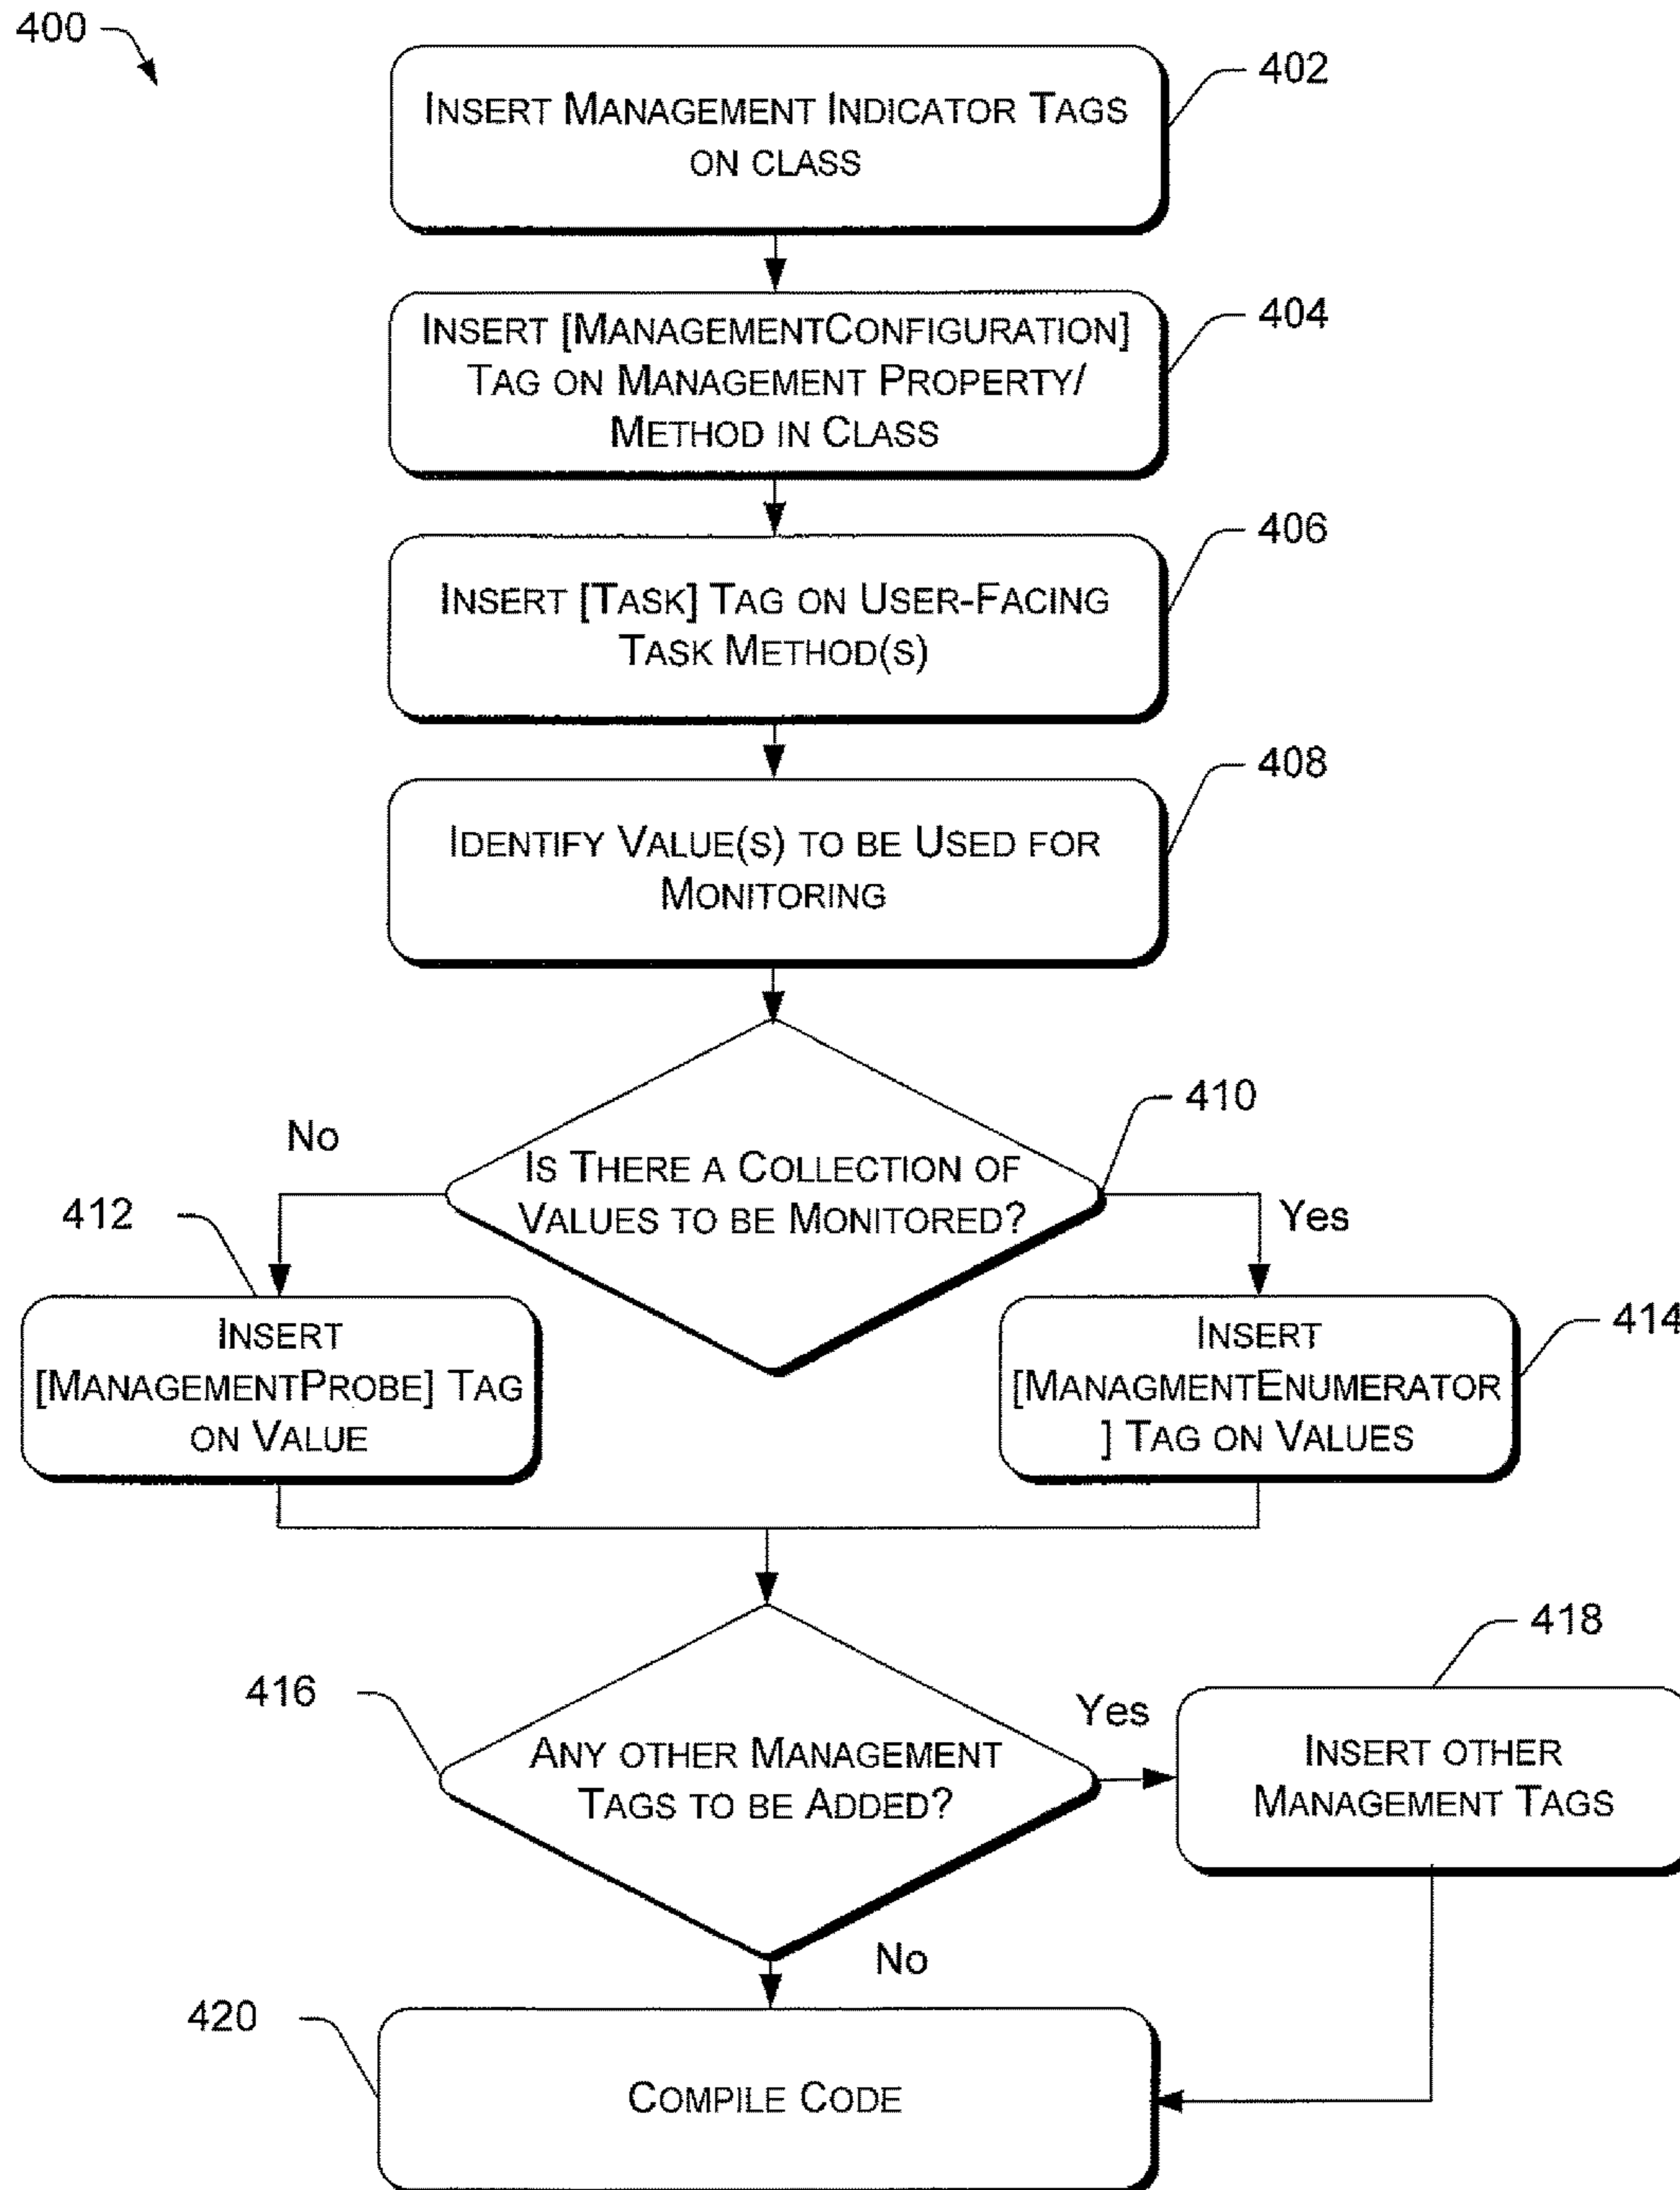 400
402
INSERT MANAGEMENT INDICATOR TAGS
ON CLASS
404
INSERT [MANAGEMENTCONFIGURATION]
TAG ON MANAGEMENT PROPERTY/
METHOD IN CLASS
406
INSERT [TASK] TAG ON USER-FACING
TASK METHOD(S)
408
IDENTIFY VALUE(S) TO BE USED FOR
MONITORING
410
No
IS THERE A COLLECTION OF
VALUES TO BE MONITORED?
Yes
412
INSERT
[MANAGEMENTPROBE] TAG
ON VALUE
414
INSERT
[MANAGMENTENUMERATOR
] TAG ON VALUES
416
ANY OTHER MANAGEMENT
TAGS TO BE ADDED?
Yes
418
INSERT OTHER
MANAGEMENT TAGS
No
420
COMPILE CODE